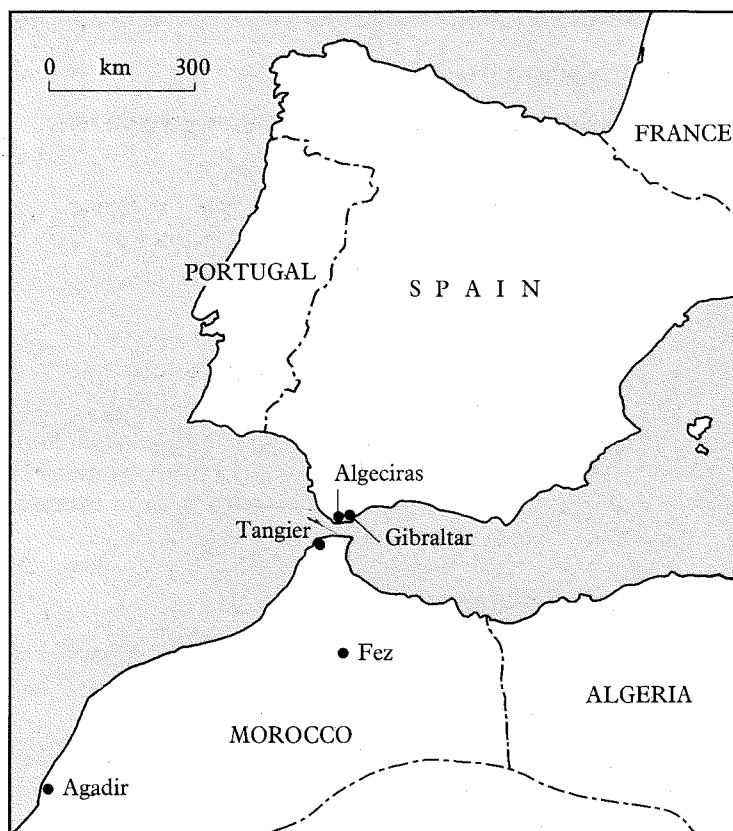 0 km 300
FRANCE
PORTUGAL
S P A I N
Algeciras
Tangier
Gibraltar
Fez
ALGERIA
MOROCCO
Agadir